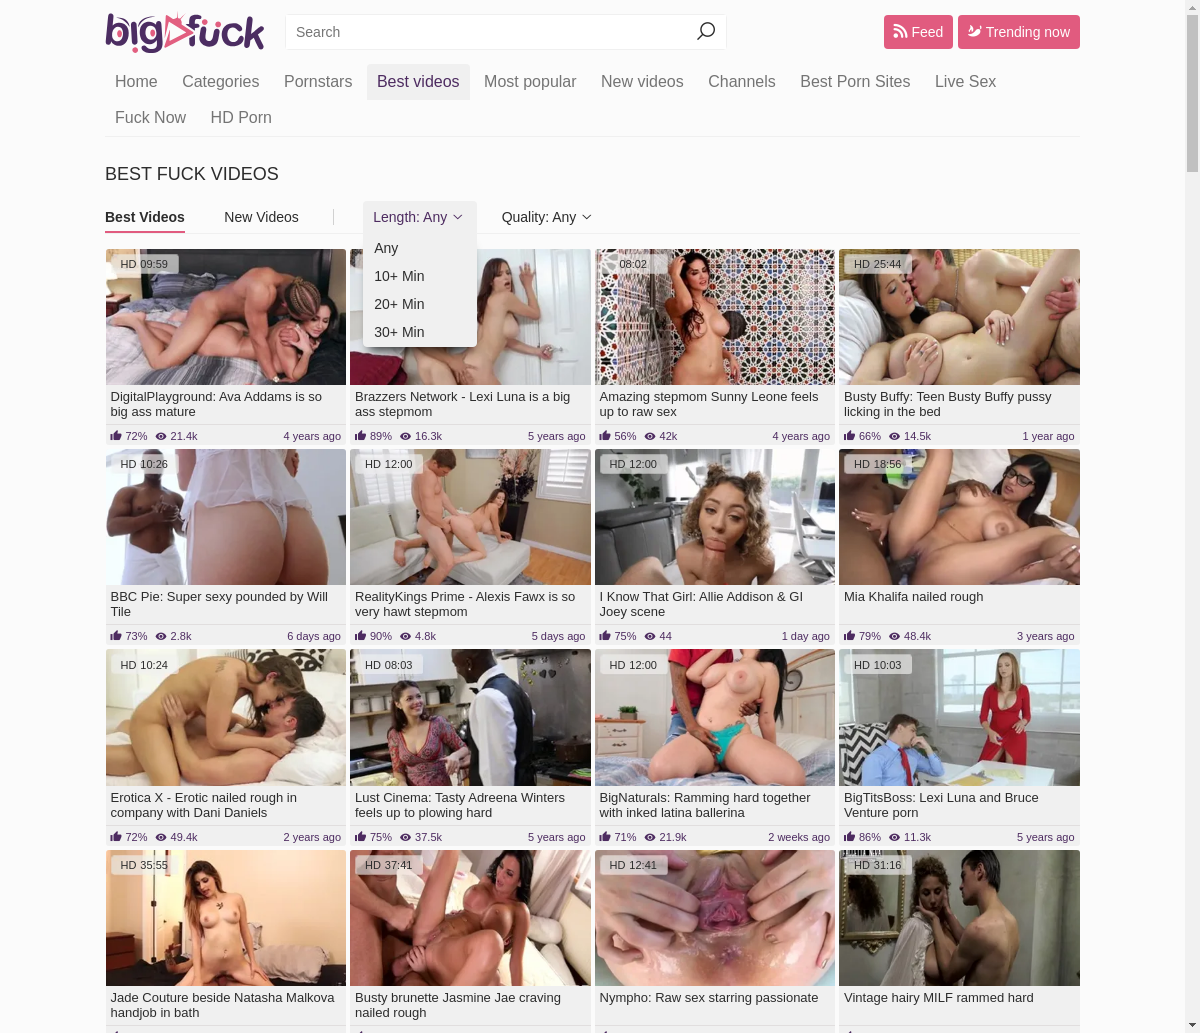 bigfuck
Search
Feed
Trending now
Home Categories Pornstars Best videos Most popular New videos Channels Best Porn Sites Live Sex
Fuck Now HD Porn
BEST FUCK VIDEOS
Best Videos New Videos Length: Any Quality: Any
Any
10+ Min
20+ Min
30+ Min
HD 09:59
DigitalPlayground: Ava Addams is so
big ass mature
72% 21.4k 4 years ago
Brazzers Network - Lexi Luna is a big
ass stepmom
89% 16.3k 5 years ago
08:02
Amazing stepmom Sunny Leone feels
up to raw sex
56% 42k 4 years ago
HD 25:44
Busty Buffy: Teen Busty Buffy pussy
licking in the bed
66% 14.5k 1 year ago
HD 10:26
BBC Pie: Super sexy pounded by Will
Tile
73% 2.8k 6 days ago
HD 12:00
RealityKings Prime - Alexis Fawx is so
very hawt stepmom
90% 4.8k 5 days ago
HD 12:00
I Know That Girl: Allie Addison & GI
Joey scene
75% 44 1 day ago
HD 18:56
Mia Khalifa nailed rough
79% 48.4k 3 years ago
HD 10:24
Erotica X - Erotic nailed rough in
company with Dani Daniels
72% 49.4k 2 years ago
HD 08:03
Lust Cinema: Tasty Adreena Winters
feels up to plowing hard
75% 37.5k 5 years ago
HD 12:00
BigNaturals: Ramming hard together
with inked latina ballerina
71% 21.9k 2 weeks ago
HD 10:03
BigTitsBoss: Lexi Luna and Bruce
Venture porn
86% 11.3k 5 years ago
HD 35:55
Jade Couture beside Natasha Malkova
handjob in bath
HD 37:41
Busty brunette Jasmine Jae craving
nailed rough
HD 12:41
Nympho: Raw sex starring passionate
HD 31:16
Vintage hairy MILF rammed hard